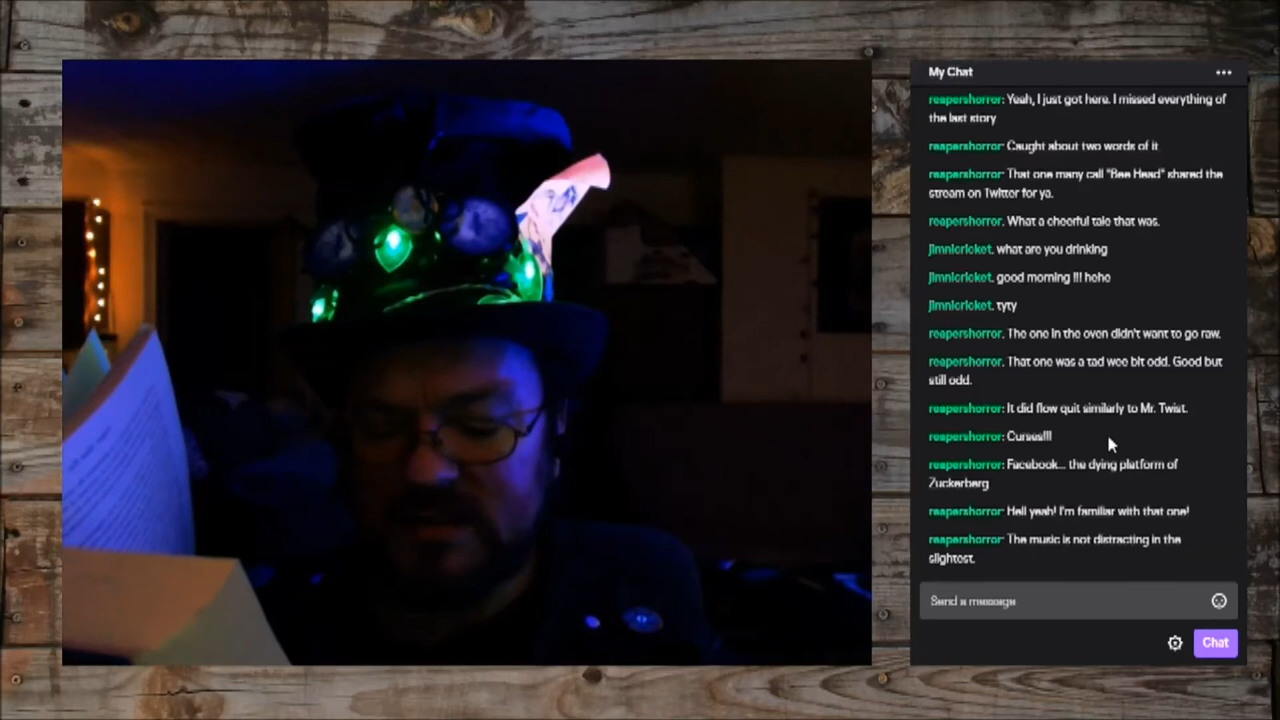 My Chat
reapershorror: Yeah, I just got here. I missed everything of
the last story
reapershorror: Caught about two words of it
reapershorror: That one many call "Bee Head" shared the
stream on Twitter for ya.
reapershorror: What a cheerful tale that was.
Jimnicricket: what are you drinking
Jimnicricket: good morning !!! hehe
Jimnicricket: tyty
reapershorror: The one in the oven didn't want to go raw.
reapershorror: That one was a tad wee bit odd. Good but
still odd.
reapershorror: It did flow quit similarly to Mr. Twist.
reapershorror: Curses!!!
reapershorror: Facebook... the dying platform of
Zuckerberg
reapershorror: Hell yeah! I'm familiar with that one!
reapershorror: The music is not distracting in the
slightest.
Send a message
Chat